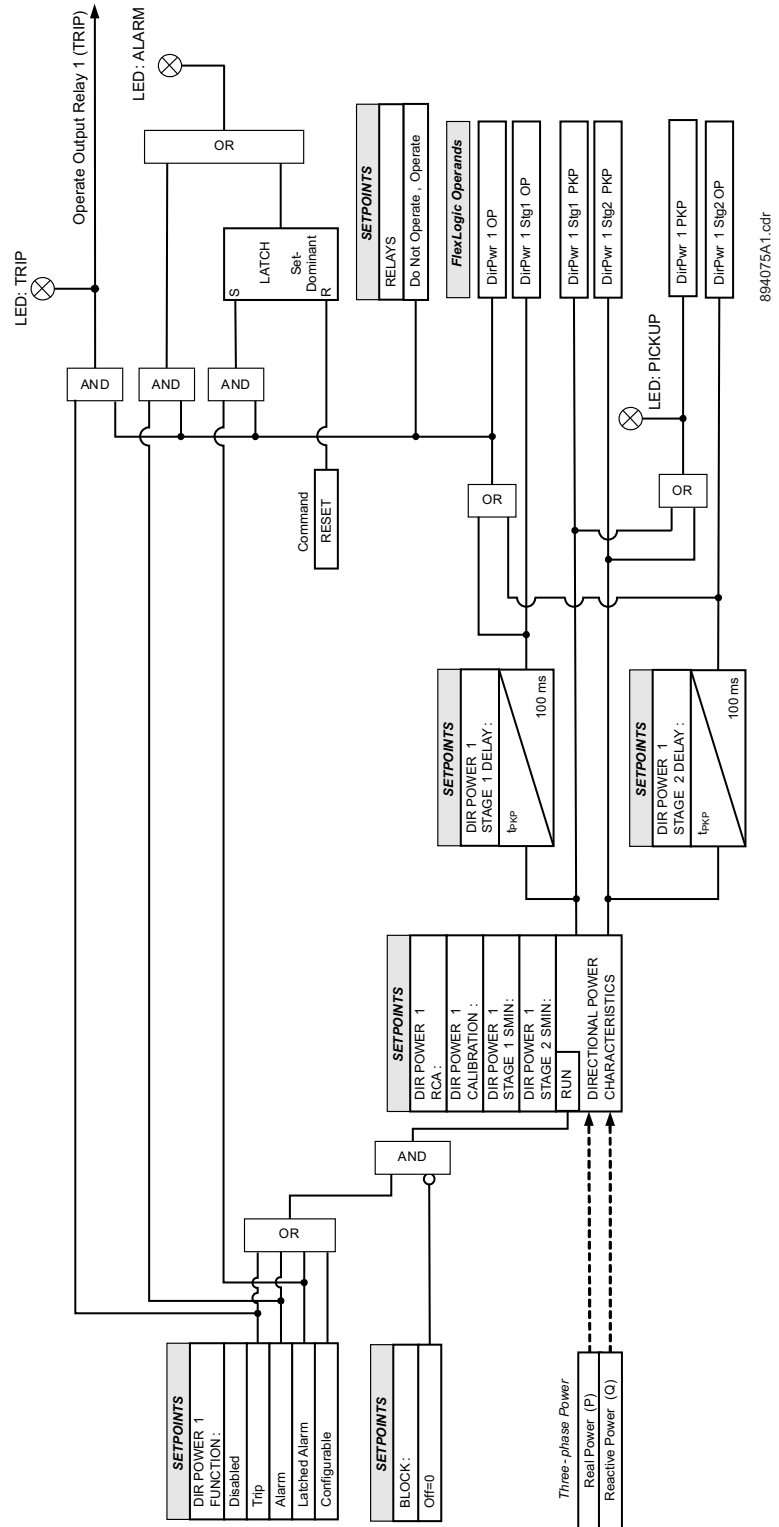 SETPOINTS
DIR POWER 1
FUNCTION:
Disabled
Trip
Alarm
Latched Alarm
Configurable
SETPOINTS
BLOCK:
Off=0
Three-phase Power
Real Power (P)
Reactive Power (Q)
OR
AND
SETPOINTS
DIR POWER 1
RCA:
DIR POWER 1
CALIBRATION:
DIR POWER 1
STAGE 1 SMIN:
DIR POWER 1
STAGE 2 SMIN:
RUN
DIRECTIONAL POWER
CHARACTERISTICS
SETPOINTS
DIR POWER 1
STAGE 1 DELAY:
tPKP
100 ms
SETPOINTS
DIR POWER 1
STAGE 2 DELAY:
tPKP
100 ms
Command
RESET
OR
OR
LED: PICKUP
AND
AND
AND
LED: TRIP
Operate Output Relay 1 (TRIP)
S
LATCH
Set-
Dominant
R
OR
LED: ALARM
SETPOINTS
RELAYS
Do Not Operate, Operate
FlexLogic Operands
DirPwr 1 OP
DirPwr 1 Stg1 OP
DirPwr 1 Stg1 PKP
DirPwr 1 Stg2 PKP
DirPwr 1 PKP
DirPwr 1 Stg2 OP
894075A1.cdr